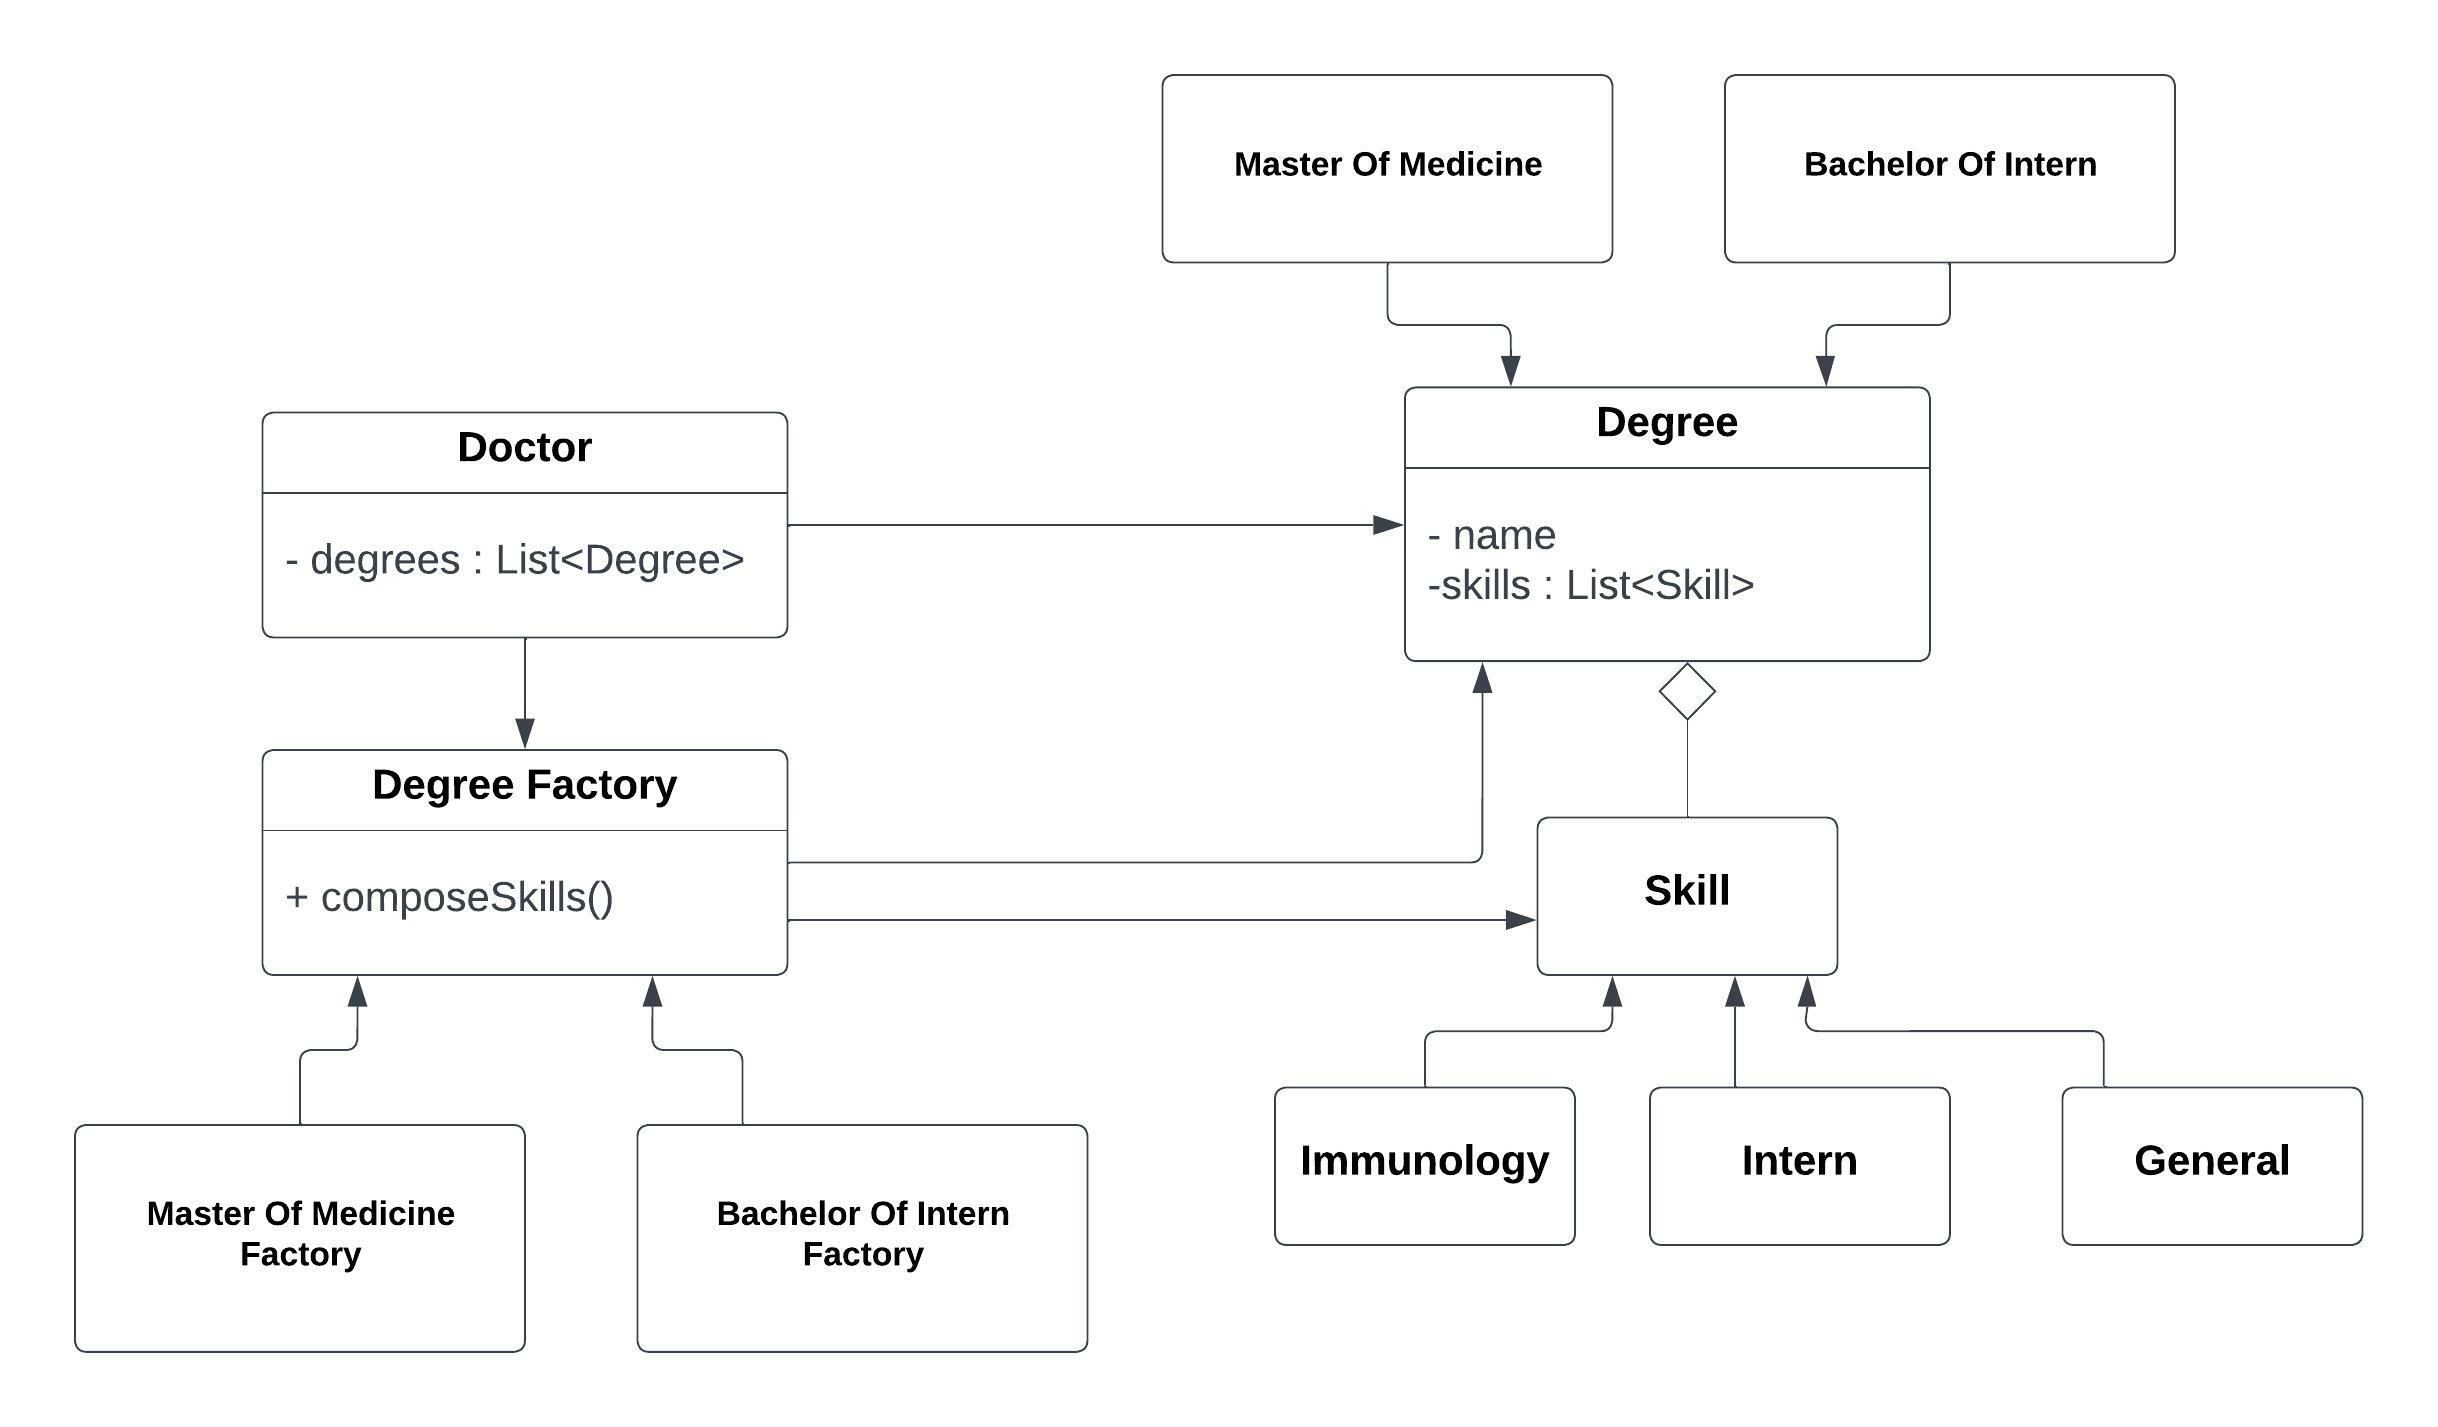 Master Of Medicine
Bachelor Of Intern
Doctor
- degrees : List<Degree>
Degree
- name
-skills : List<Skill>
Degree Factory
+ composeSkills()
Skill
Master Of Medicine
Factory
Bachelor Of Intern
Factory
Immunology
Intern
General